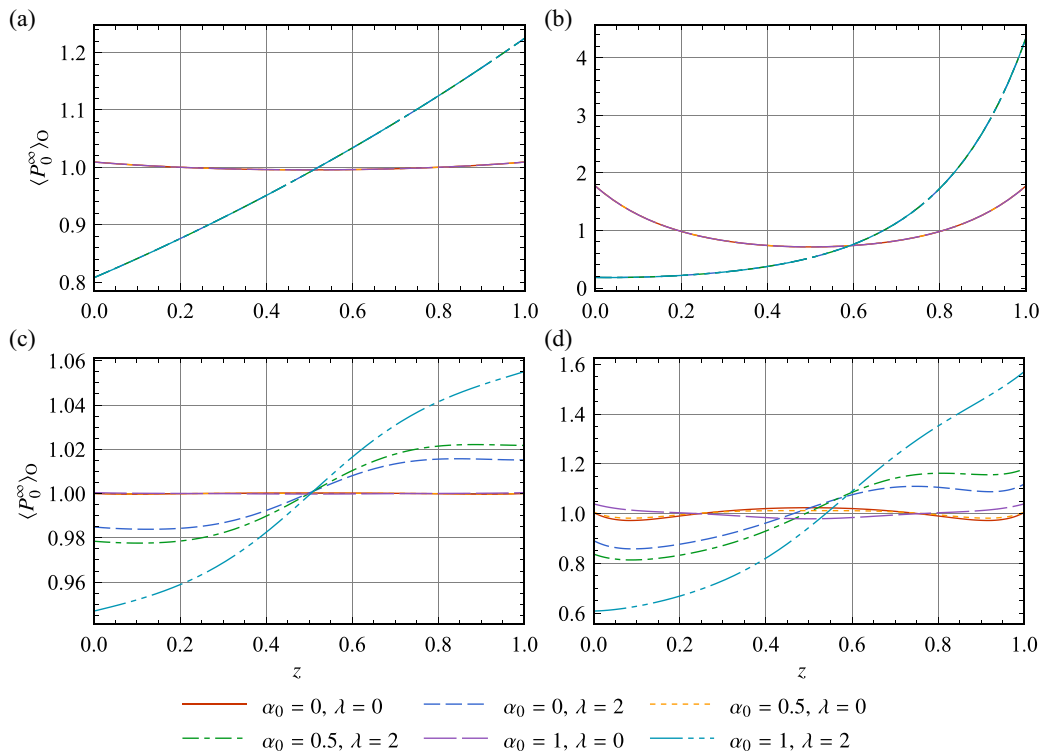 (a) (b)
1.2
1.1
1.0
0.9
0.8
⟨P₀^∞⟩_O
0.0 0.2 0.4 0.6 0.8 1.0
4
3
2
1
0
0.0 0.2 0.4 0.6 0.8 1.0
(c) (d)
1.06
1.04
1.02
1.00
0.98
0.96
⟨P₀^∞⟩_O
0.0 0.2 0.4 0.6 0.8 1.0
z
1.6
1.4
1.2
1.0
0.8
0.6
0.0 0.2 0.4 0.6 0.8 1.0
z
α₀ = 0, λ = 0 α₀ = 0, λ = 2 α₀ = 0.5, λ = 0
α₀ = 0.5, λ = 2 α₀ = 1, λ = 0 α₀ = 1, λ = 2